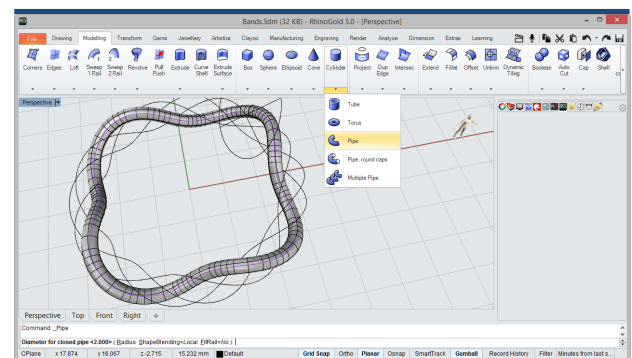 Bands.3dm (32 KB) - RhinoGold 5.0 - [Perspective]
File Drawing Modelling Transform Gems Jewellery Artistics Clayoo Manufacturing Engraving Render Analyze Dimension Extras Learning
Corners Edges Loft Sweep 1 Rail Sweep 2 Rail Revolve Pull Push Extrude Curve Shell Extrude Surface Box Sphere Ellipsoid Cone Cylinder Project Dup Edge Intersec Extend Fillet Offset Untrim Dynamic Tiling Boolean Auto Cut Cap Shell
Perspective
Tube
Torus
Pipe
Pipe, round caps
Multiple Pipe
Perspective Top Front Right
Command: _Pipe
Diameter for closed pipe <2.000> ( Radius ShapeBlending=Local FitRail=No ):
CPlane x 17.874 y 16.067 z -2.715 15.232 mm Default Grid Snap Ortho Planar Osnap SmartTrack Gumball Record History Filter Minutes from last s...